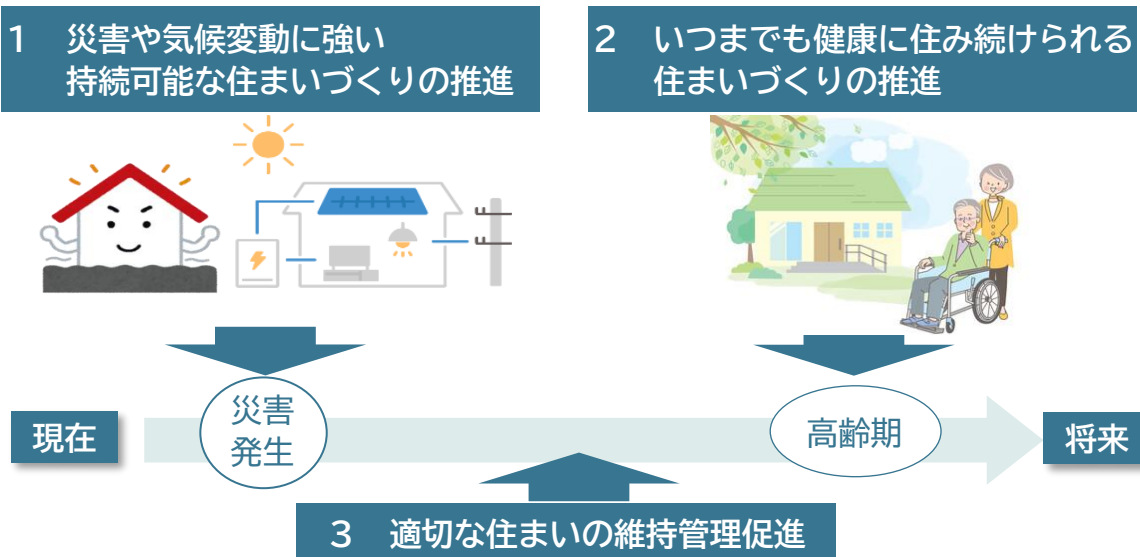 1 災害や気候変動に強い
持続可能な住まいづくりの推進
2 いつまでも健康に住み続けられる
住まいづくりの推進
現在
災害
発生
高齢期
将来
3 適切な住まいの維持管理促進